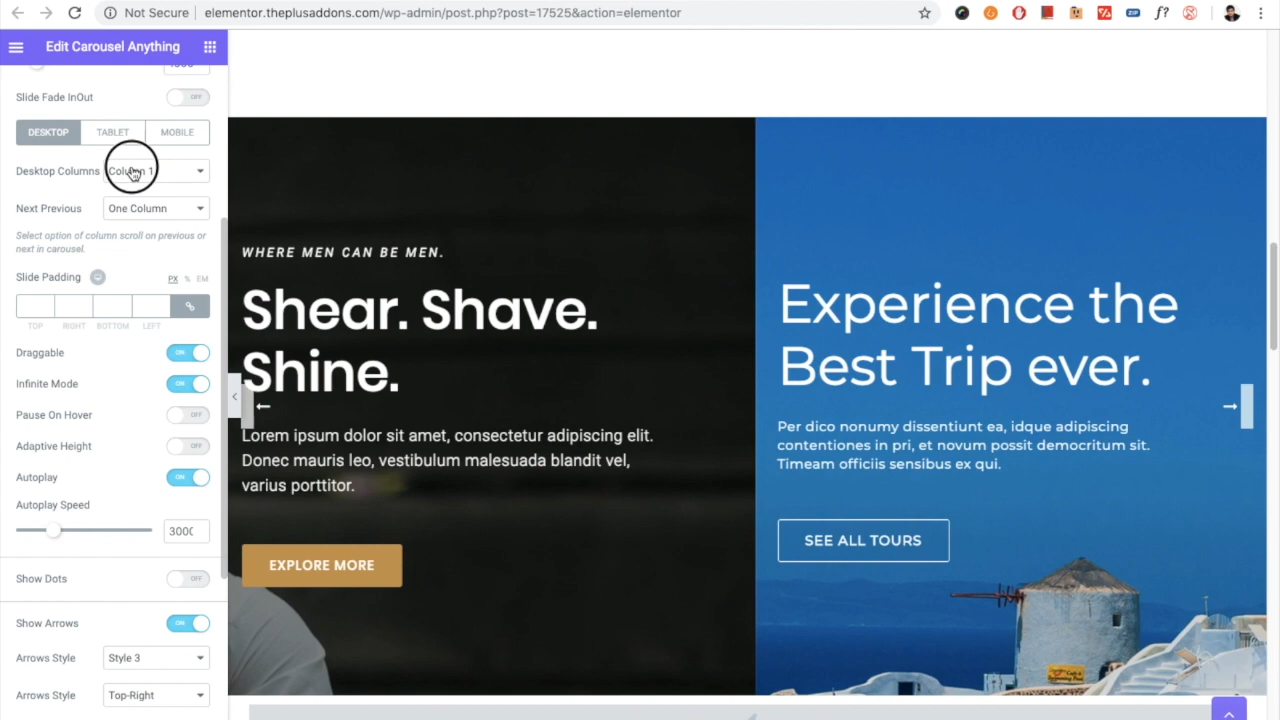 Not Secure
elementor.theplusaddons.com/wp-admin/post.php?post=17525&action=elementor
Edit Carousel Anything
Slide Fade InOut
OFF
DESKTOP TABLET MOBILE
Desktop Columns Column 1
Next Previous One Column
Select option of column scroll on previous or
next in carousel.
Slide Padding PX % EM
TOP RIGHT BOTTOM LEFT
Draggable ON
Infinite Mode ON
Pause On Hover OFF
Adaptive Height OFF
Autoplay ON
Autoplay Speed
3000
Show Dots OFF
Show Arrows ON
Arrows Style Style 3
Arrows Style Top-Right
WHERE MEN CAN BE MEN.
Shear. Shave.
Shine.
Lorem ipsum dolor sit amet, consectetur adipiscing elit.
Donec mauris leo, vestibulum malesuada blandit vel,
varius porttitor.
EXPLORE MORE
Experience the
Best Trip ever.
Per dico nonumy dissentiunt ea, idque adipiscing
contentiones in pri, et novum possit democritum sit.
Timeam officiis sensibus ex qui.
SEE ALL TOURS